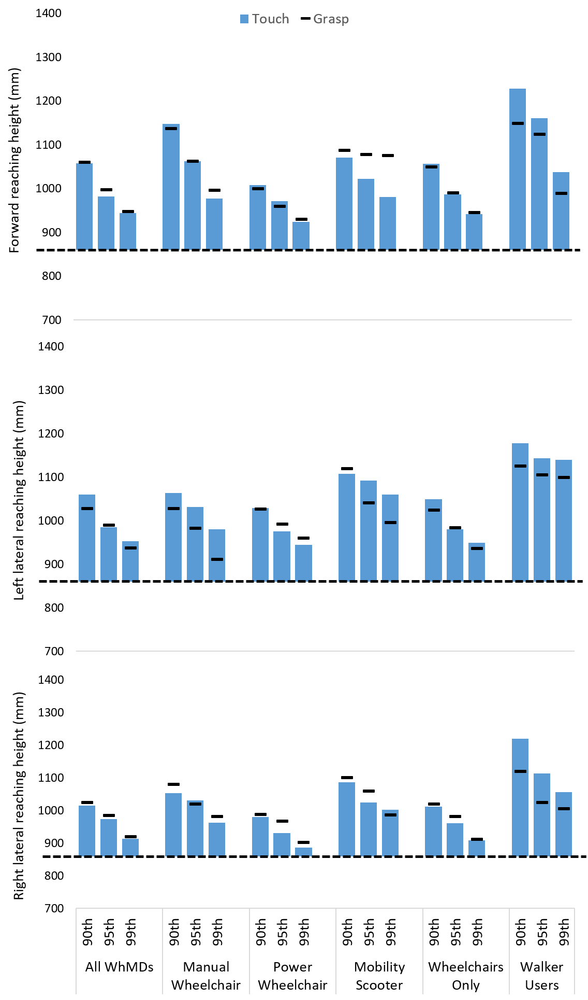 Touch Grasp
Forward reaching height (mm)
1400
1300
1200
1100
1000
900
800
700
Left lateral reaching height (mm)
1400
1300
1200
1100
1000
900
800
700
Right lateral reaching height (mm)
1400
1300
1200
1100
1000
900
800
700
90th 95th 99th 90th 95th 99th 90th 95th 99th 90th 95th 99th 90th 95th 99th 90th 95th 99th
All WhMDs
Manual
Wheelchair
Power
Wheelchair
Mobility
Scooter
Wheelchairs
Only
Walker
Users